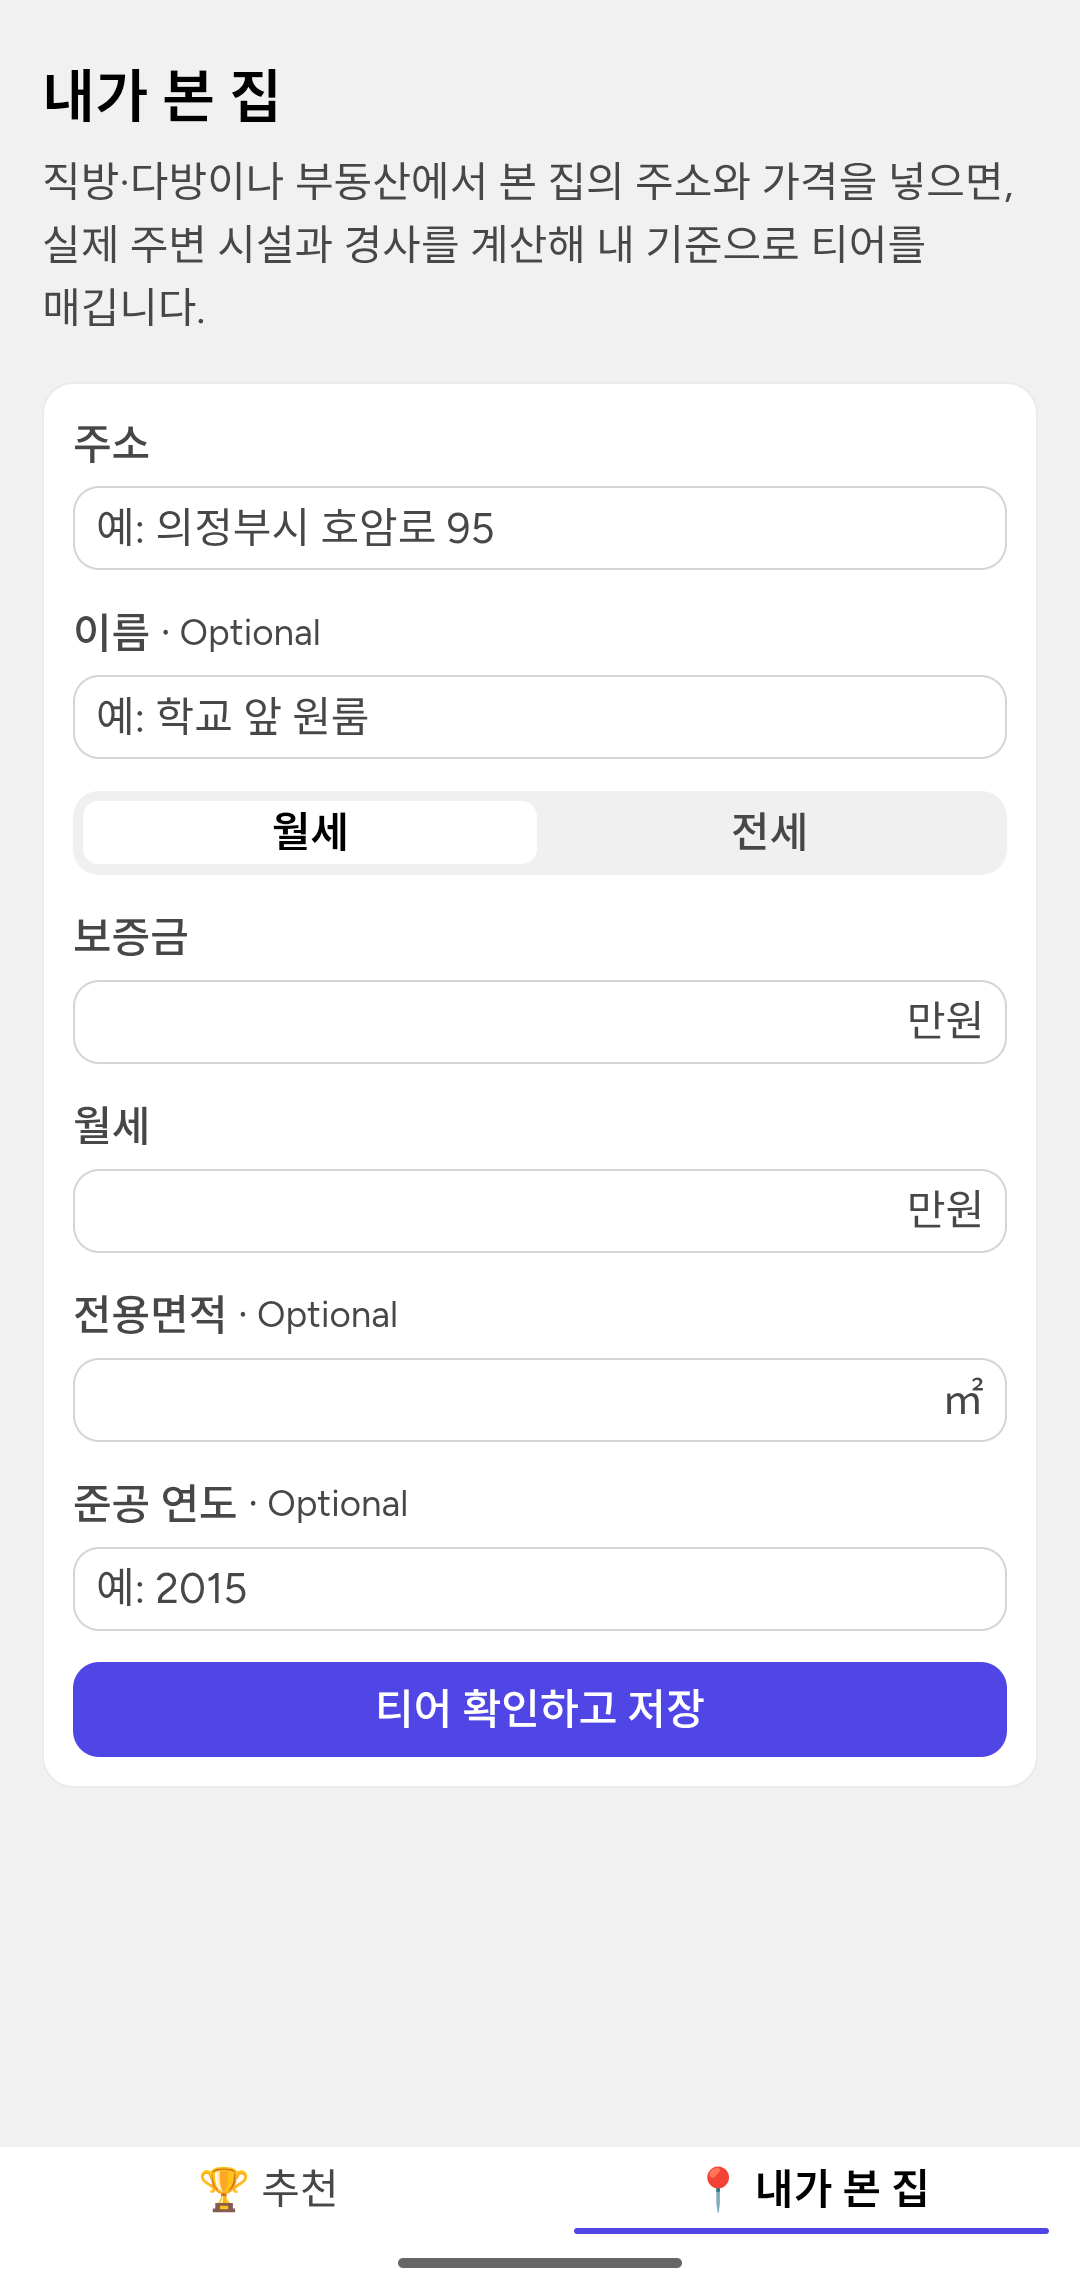 내가 본 집
직방·다방이나 부동산에서 본 집의 주소와 가격을 넣으면,
실제 주변 시설과 경사를 계산해 내 기준으로 티어를
매깁니다.
주소
예: 의정부시 호암로 95
이름 · Optional
예: 학교 앞 원룸
월세 전세
보증금
만원
월세
만원
전용면적 · Optional
㎡
준공 연도 · Optional
예: 2015
티어 확인하고 저장
🏆 추천 📍 내가 본 집